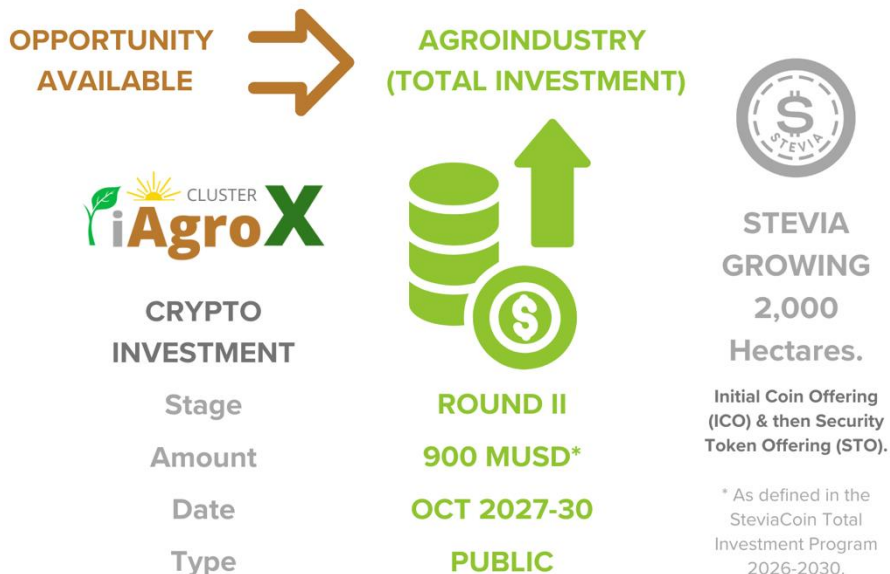 OPPORTUNITY
AVAILABLE
AGROINDUSTRY
(TOTAL INVESTMENT)
$
STEVIA
CLUSTER
iAgroX
$
CRYPTO
INVESTMENT
STEVIA
GROWING
2,000
Hectares.
Initial Coin Offering
(ICO) & then Security
Token Offering (STO).
Stage
ROUND II
Amount
900 MUSD*
Date
OCT 2027-30
Type
PUBLIC
* As defined in the
SteviaCoin Total
Investment Program
2026-2030.